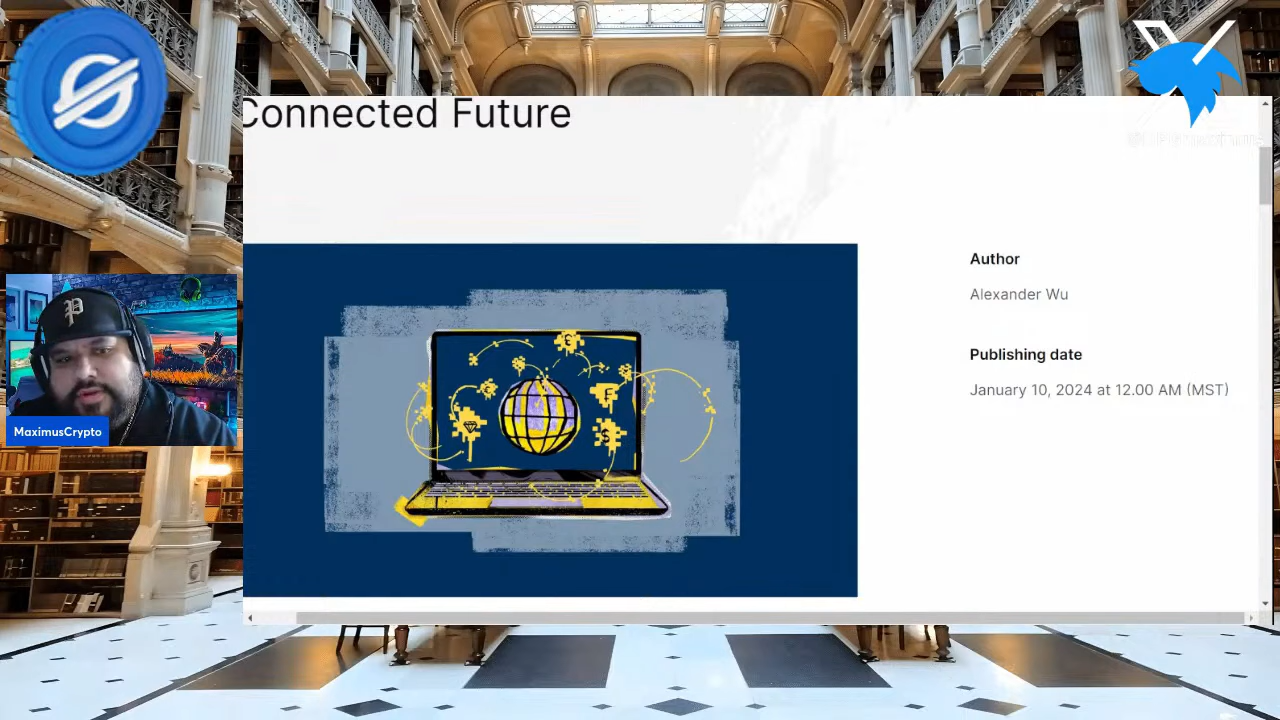 Connected Future
Author
Alexander Wu
Publishing date
January 10, 2024 at 12.00 AM (MST)
MaximusCrypto